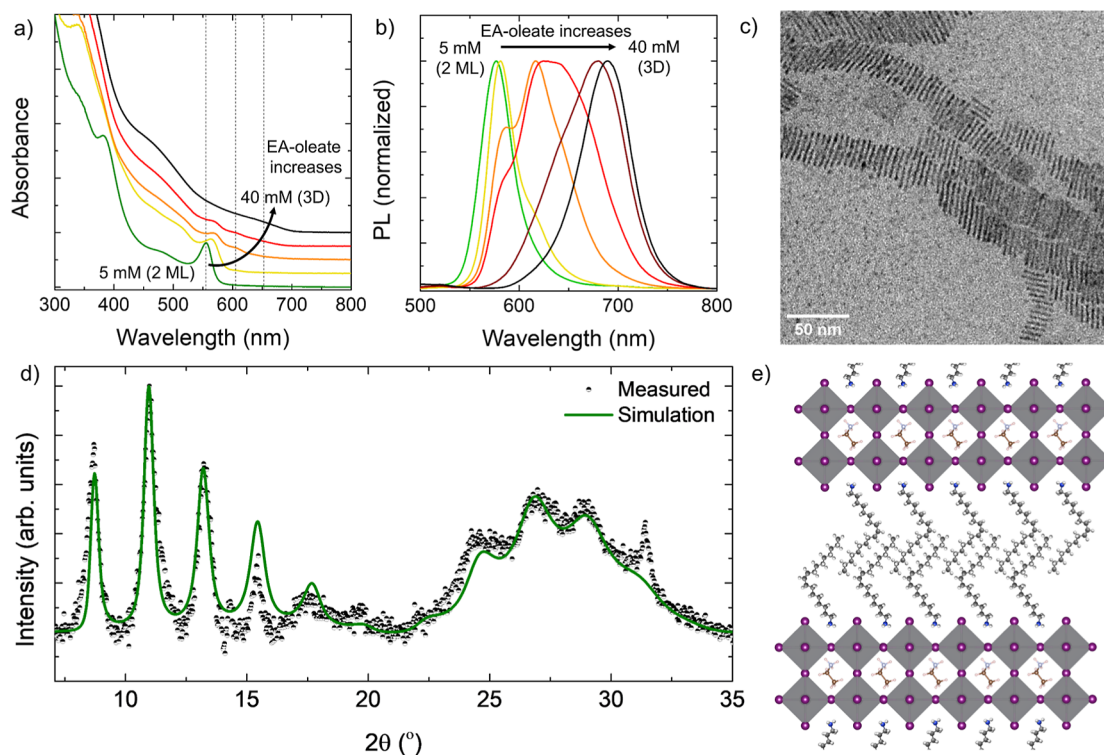 a)
Absorbance
EA-oleate
increases
40 mM (3D)
5 mM (2 ML)
300 400 500 600 700 800
Wavelength (nm)
b)
PL (normalized)
EA-oleate increases
5 mM
(2 ML)
40 mM
(3D)
500 600 700 800
Wavelength (nm)
c)
50 nm
d)
Intensity (arb. units)
Measured
Simulation
10 15 20 25 30 35
2θ (°)
e)